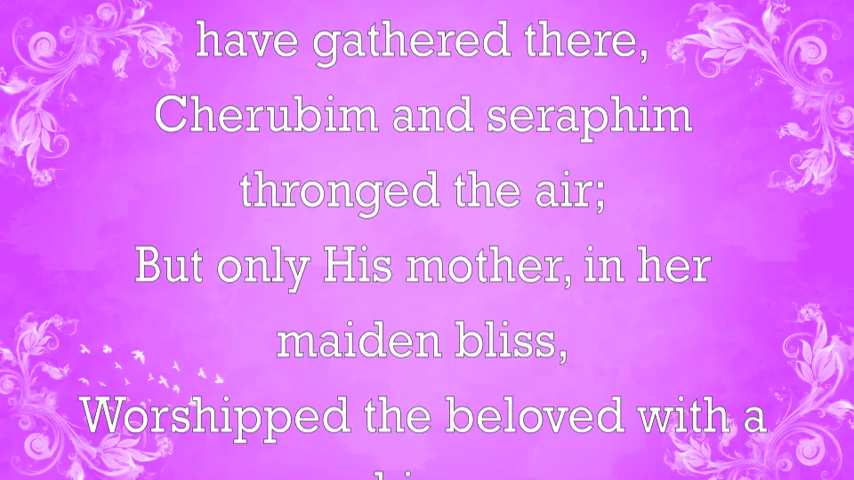 have gathered there,
Cherubim and seraphim
thronged the air;
But only His mother, in her
maiden bliss,
Worshipped the beloved with a